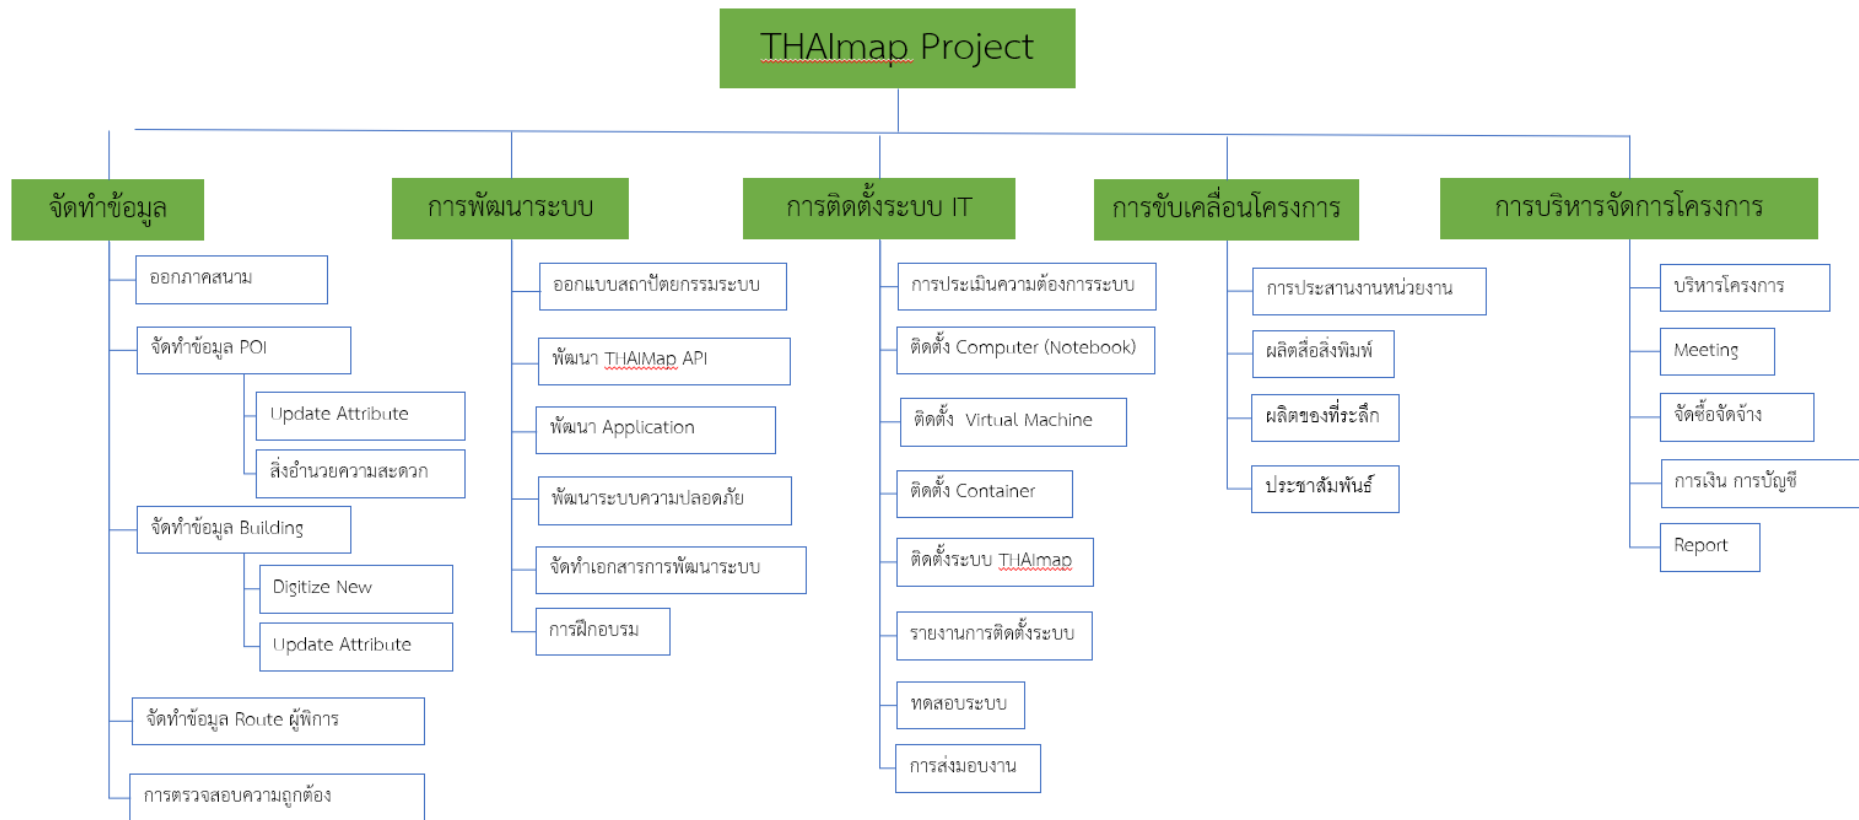 THAImap Project
จัดทำข้อมูล
ออกภาคสนาม
จัดทำข้อมูล POI
Update Attribute
สิ่งอำนวยความสะดวก
จัดทำข้อมูล Building
Digitize New
Update Attribute
จัดทำข้อมูล Route ผู้พิการ
การตรวจสอบความถูกต้อง
การพัฒนาระบบ
ออกแบบสถาปัตยกรรมระบบ
พัฒนา THAIMap API
พัฒนา Application
พัฒนาระบบความปลอดภัย
จัดทำเอกสารการพัฒนาระบบ
การฝึกอบรม
การติดตั้งระบบ IT
การประเมินความต้องการระบบ
ติดตั้ง Computer (Notebook)
ติดตั้ง Virtual Machine
ติดตั้ง Container
ติดตั้งระบบ THAImap
รายงานการติดตั้งระบบ
ทดสอบระบบ
การส่งมอบงาน
การขับเคลื่อนโครงการ
การประสานงานหน่วยงาน
ผลิตสื่อสิ่งพิมพ์
ผลิตของที่ระลึก
ประชาสัมพันธ์
การบริหารจัดการโครงการ
บริหารโครงการ
Meeting
จัดซื้อจัดจ้าง
การเงิน การบัญชี
Report